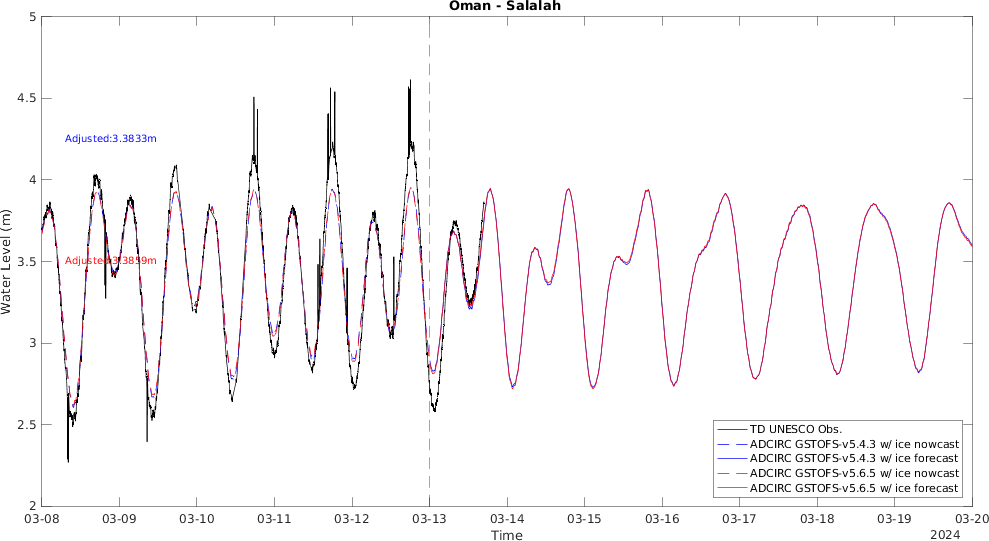 Oman - Salalah
5
4.5
4
3.5
3
2.5
2
Water Level (m)
Adjusted:3.3833m
Adjusted:3.3859m
TD UNESCO Obs.
ADCIRC GSTOFS-v5.4.3 w/ ice nowcast
ADCIRC GSTOFS-v5.4.3 w/ ice forecast
ADCIRC GSTOFS-v5.6.5 w/ ice nowcast
ADCIRC GSTOFS-v5.6.5 w/ ice forecast
03-08 03-09 03-10 03-11 03-12 03-13 03-14 03-15 03-16 03-17 03-18 03-19 03-20
Time
2024